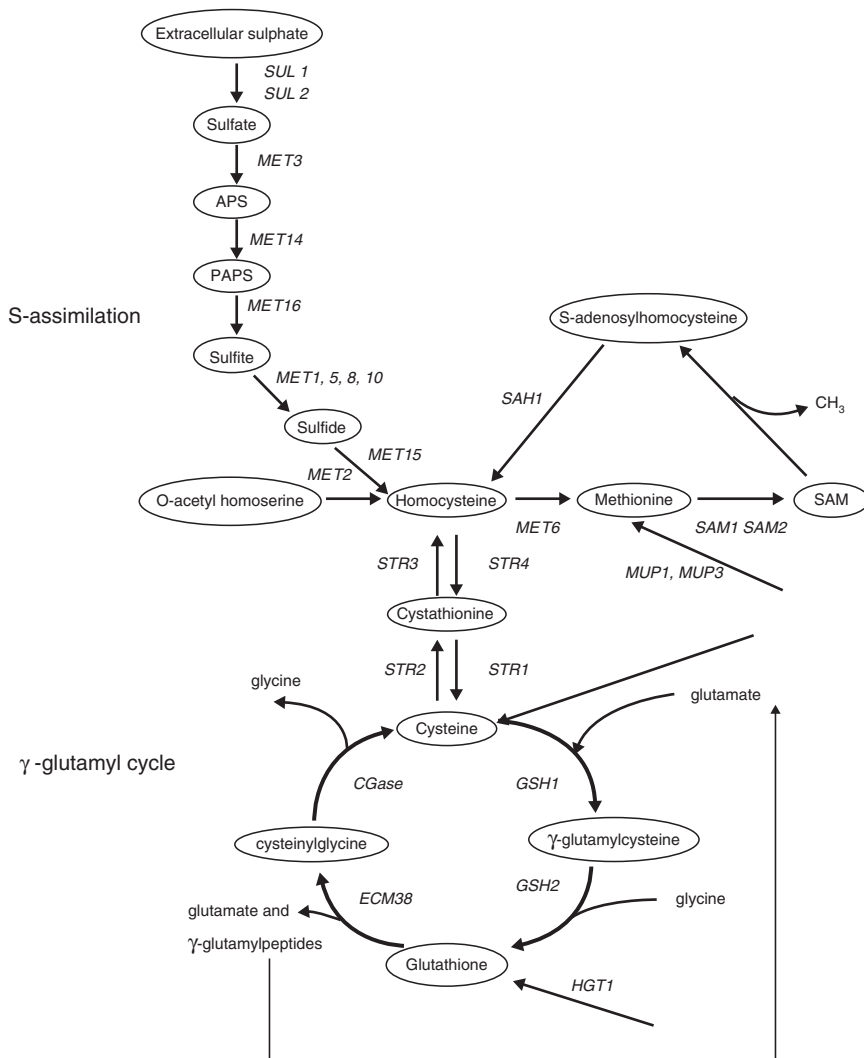 Extracellular sulphate
SUL 1
SUL 2
Sulfate
MET3
APS
MET14
PAPS
MET16
S-assimilation
S-adenosylhomocysteine
Sulfite
MET1, 5, 8, 10
SAH1
CH₃
Sulfide
MET15
MET2
O-acetyl homoserine
Homocysteine
Methionine
SAM
MET6
SAM1 SAM2
STR3
STR4
MUP1, MUP3
Cystathionine
STR2
STR1
glycine
glutamate
Cysteine
γ -glutamyl cycle
CGase
GSH1
cysteinylglycine
γ-glutamylcysteine
GSH2
ECM38
glycine
glutamate and
γ-glutamylpeptides
Glutathione
HGT1